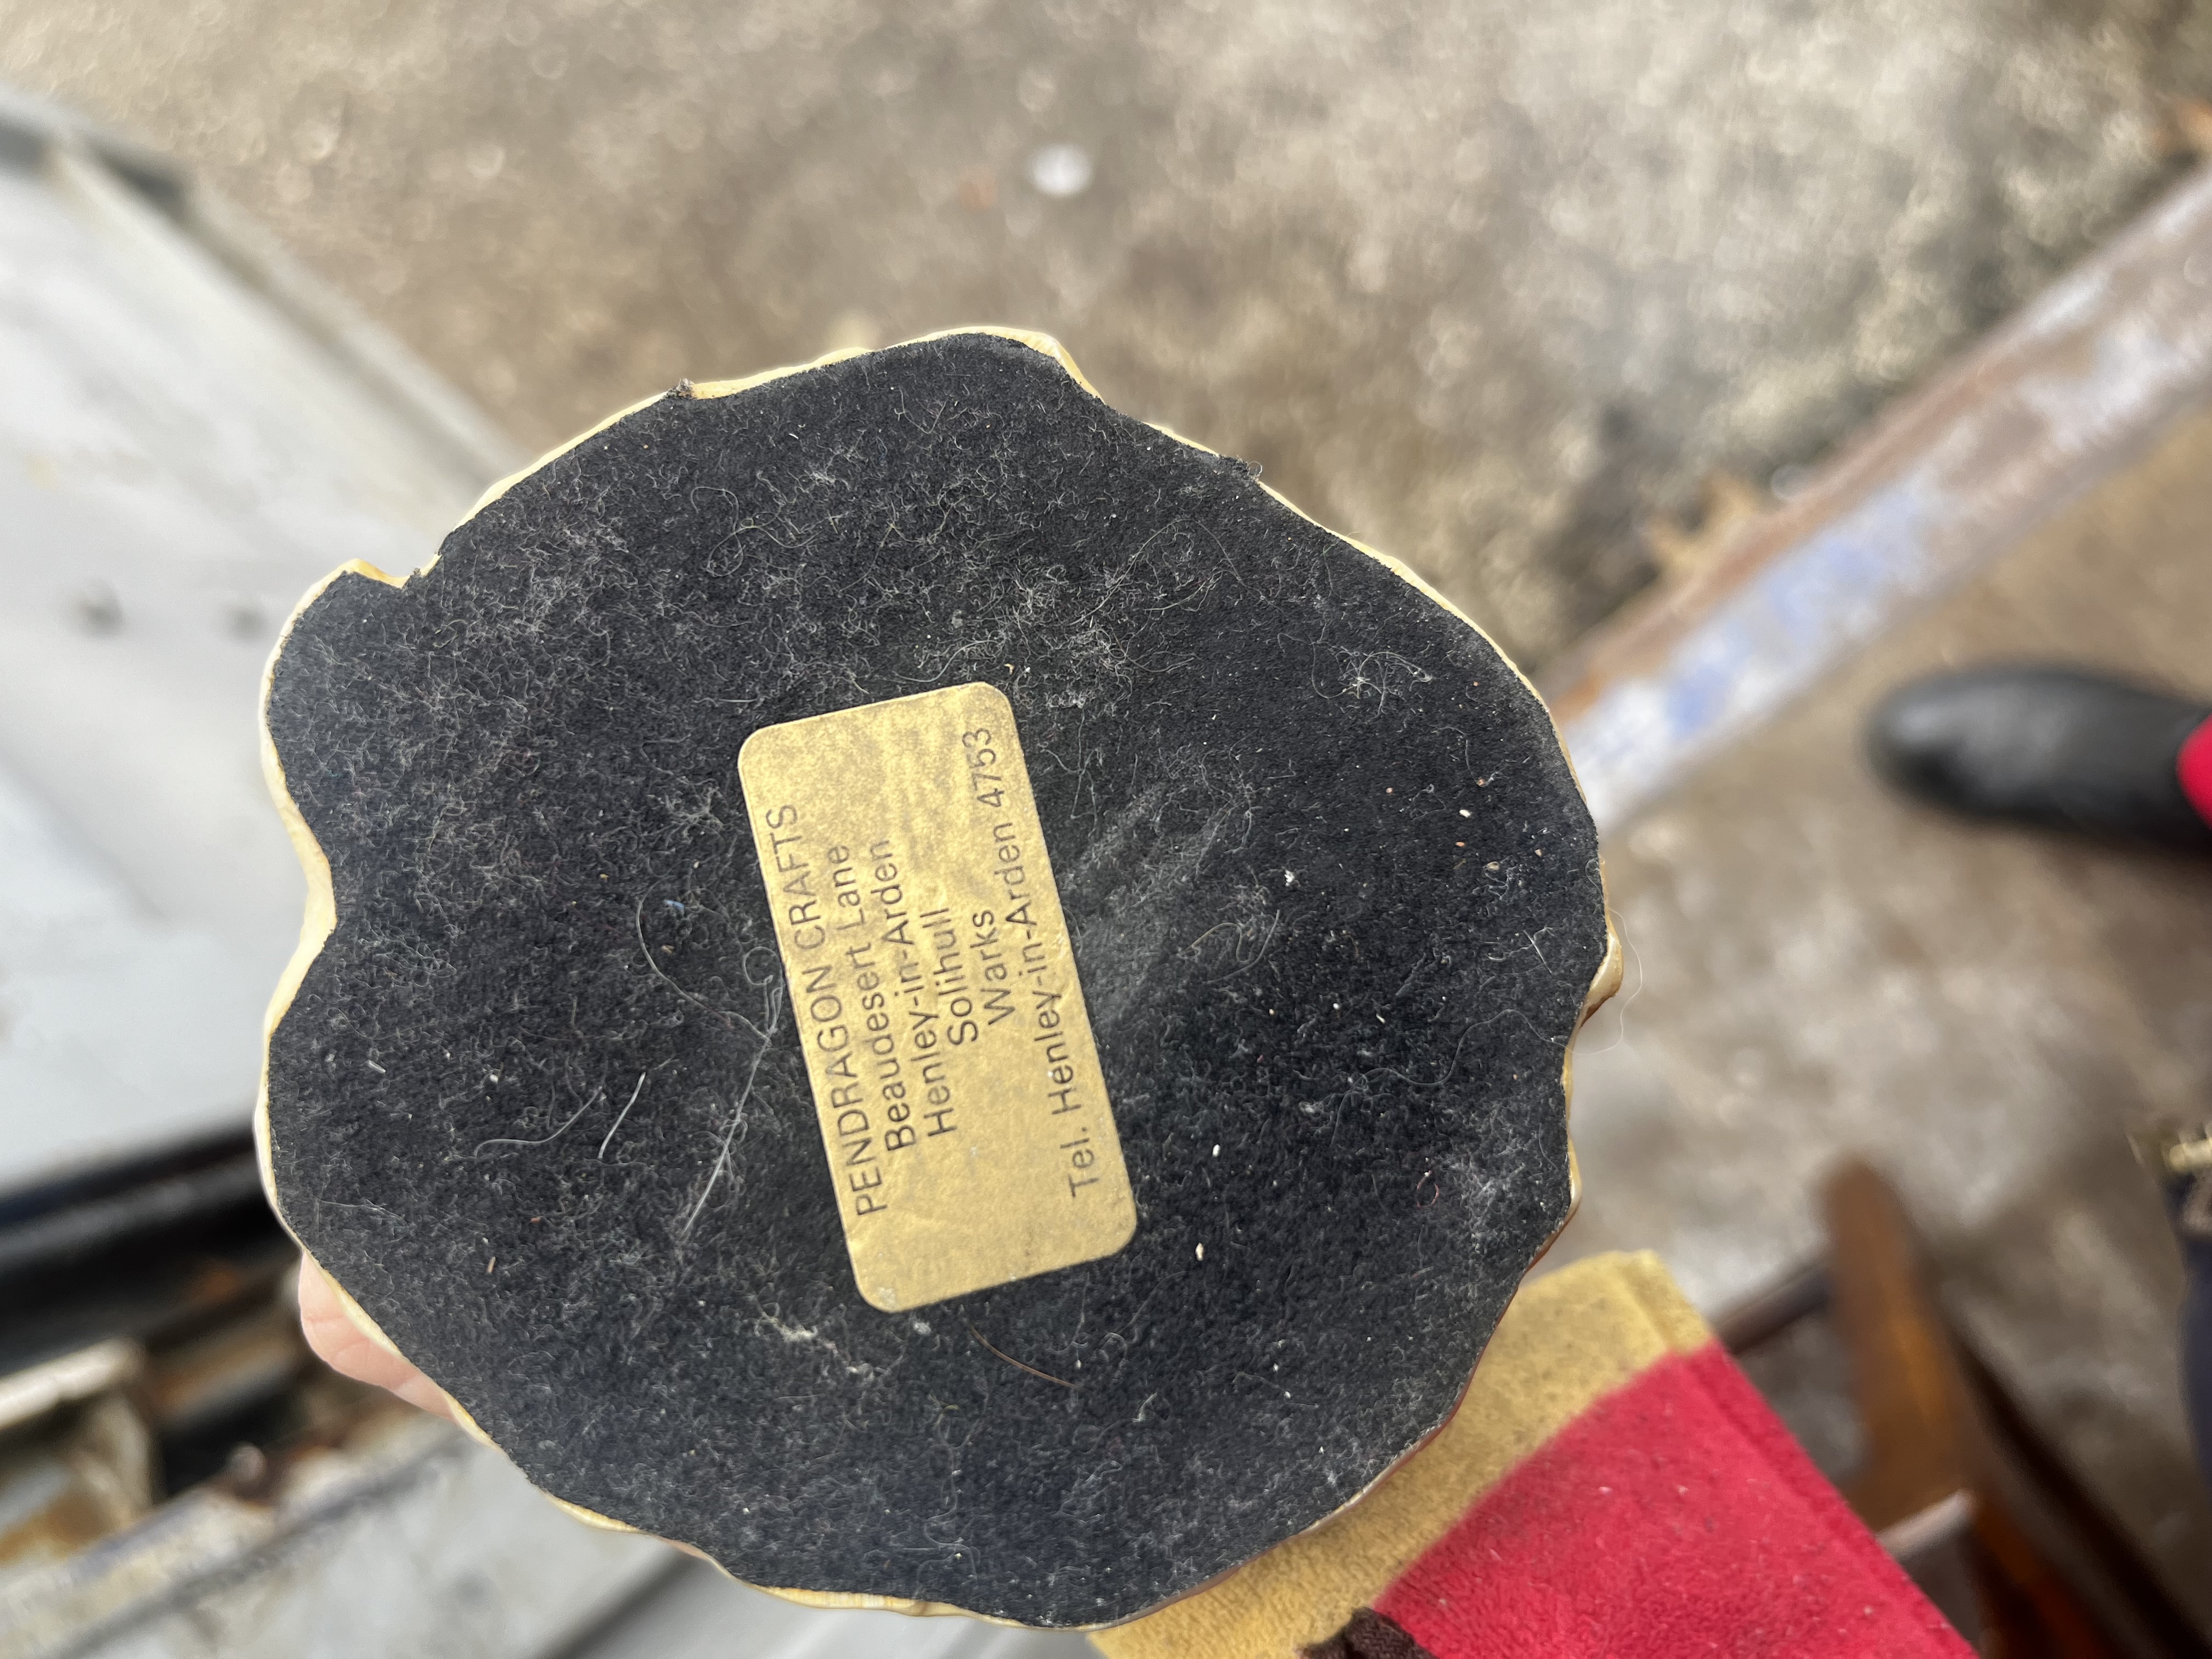 PENDRAGON CRAFTS
Beaudesert Lane
Henley-in-Arden
Solihull
Warks
Tel. Henley-in-Arden 4753